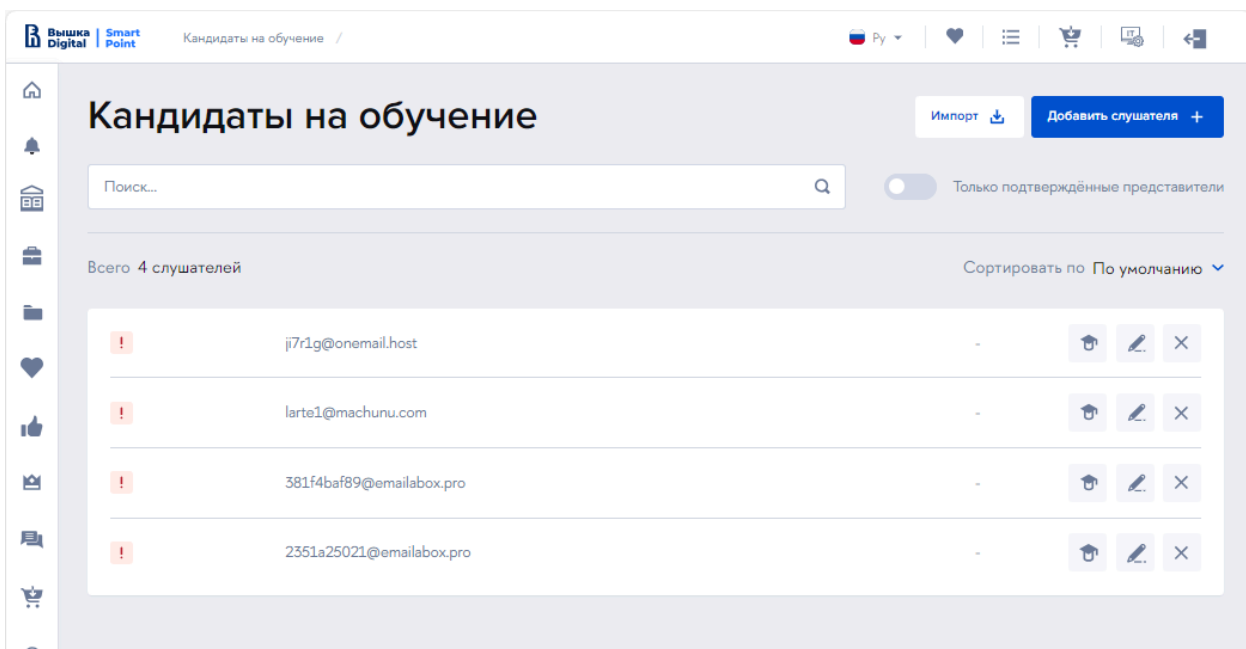 Вышка Digital Smart Point
Кандидаты на обучение /
Ру
Кандидаты на обучение
Импорт
Добавить слушателя +
Поиск...
Только подтверждённые представители
Всего 4 слушателей
Сортировать по По умолчанию
! ji7r1g@onemail.host -
! larte1@machunu.com -
! 381f4baf89@emailabox.pro -
! 2351a25021@emailabox.pro -